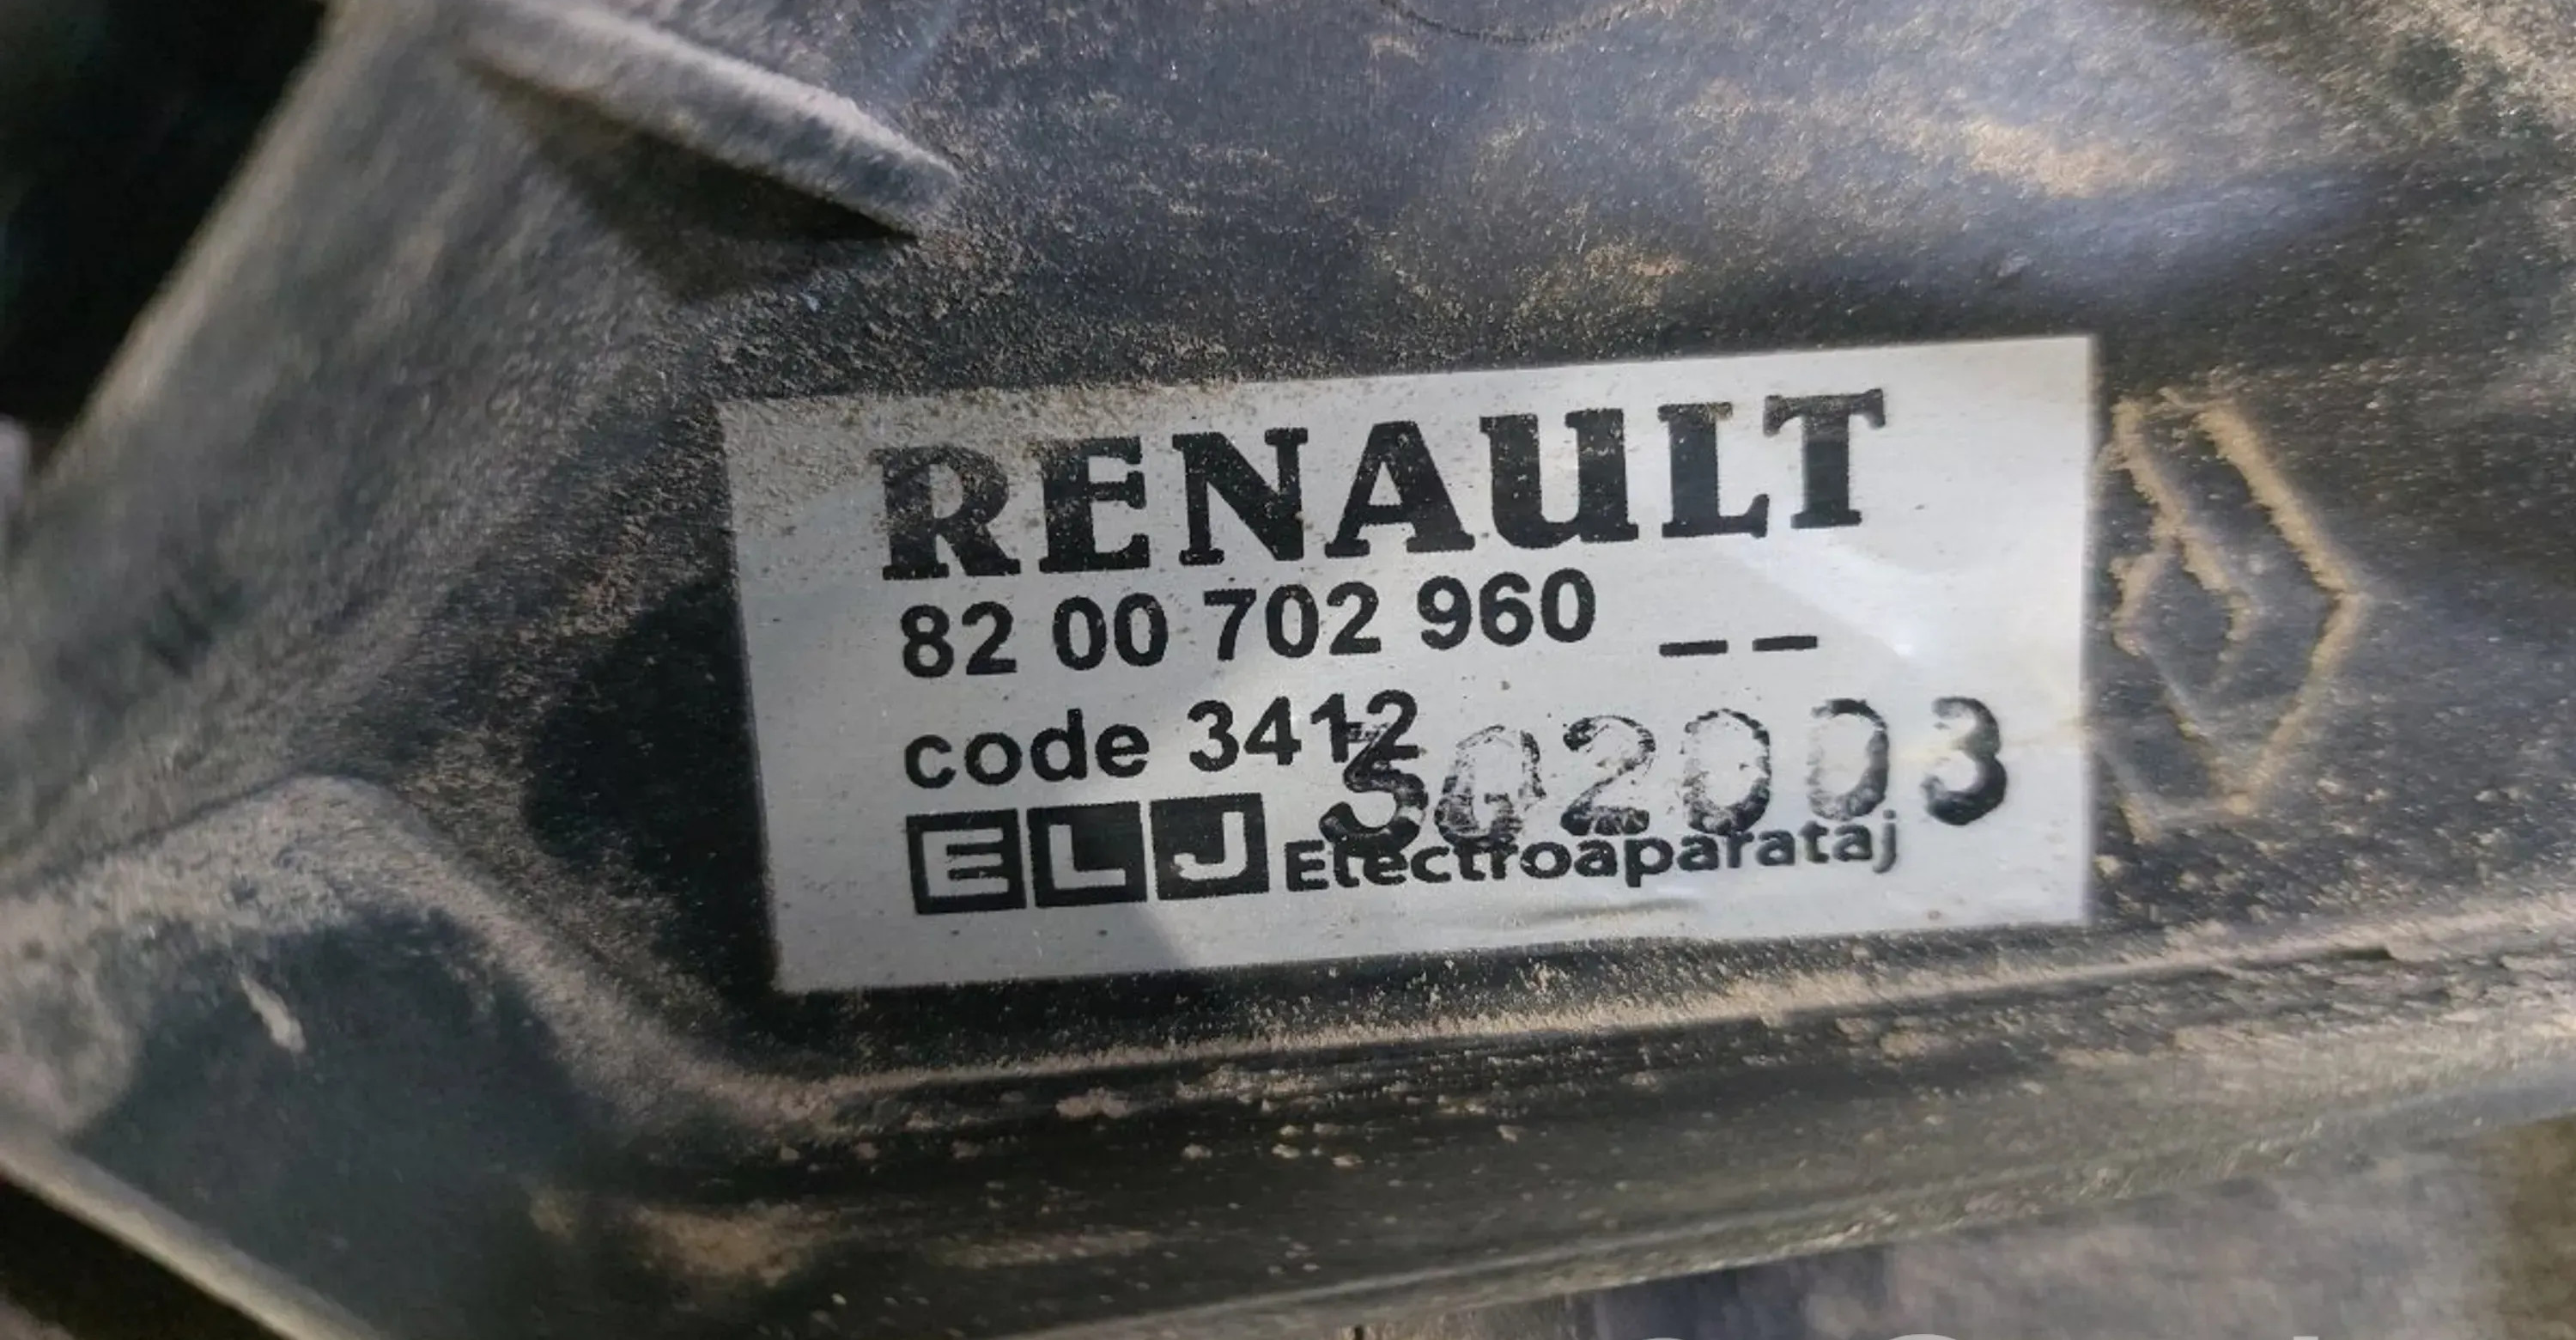 RENAULT
82 00 702 960 _ _
code 3412
ELJ Electroaparataj